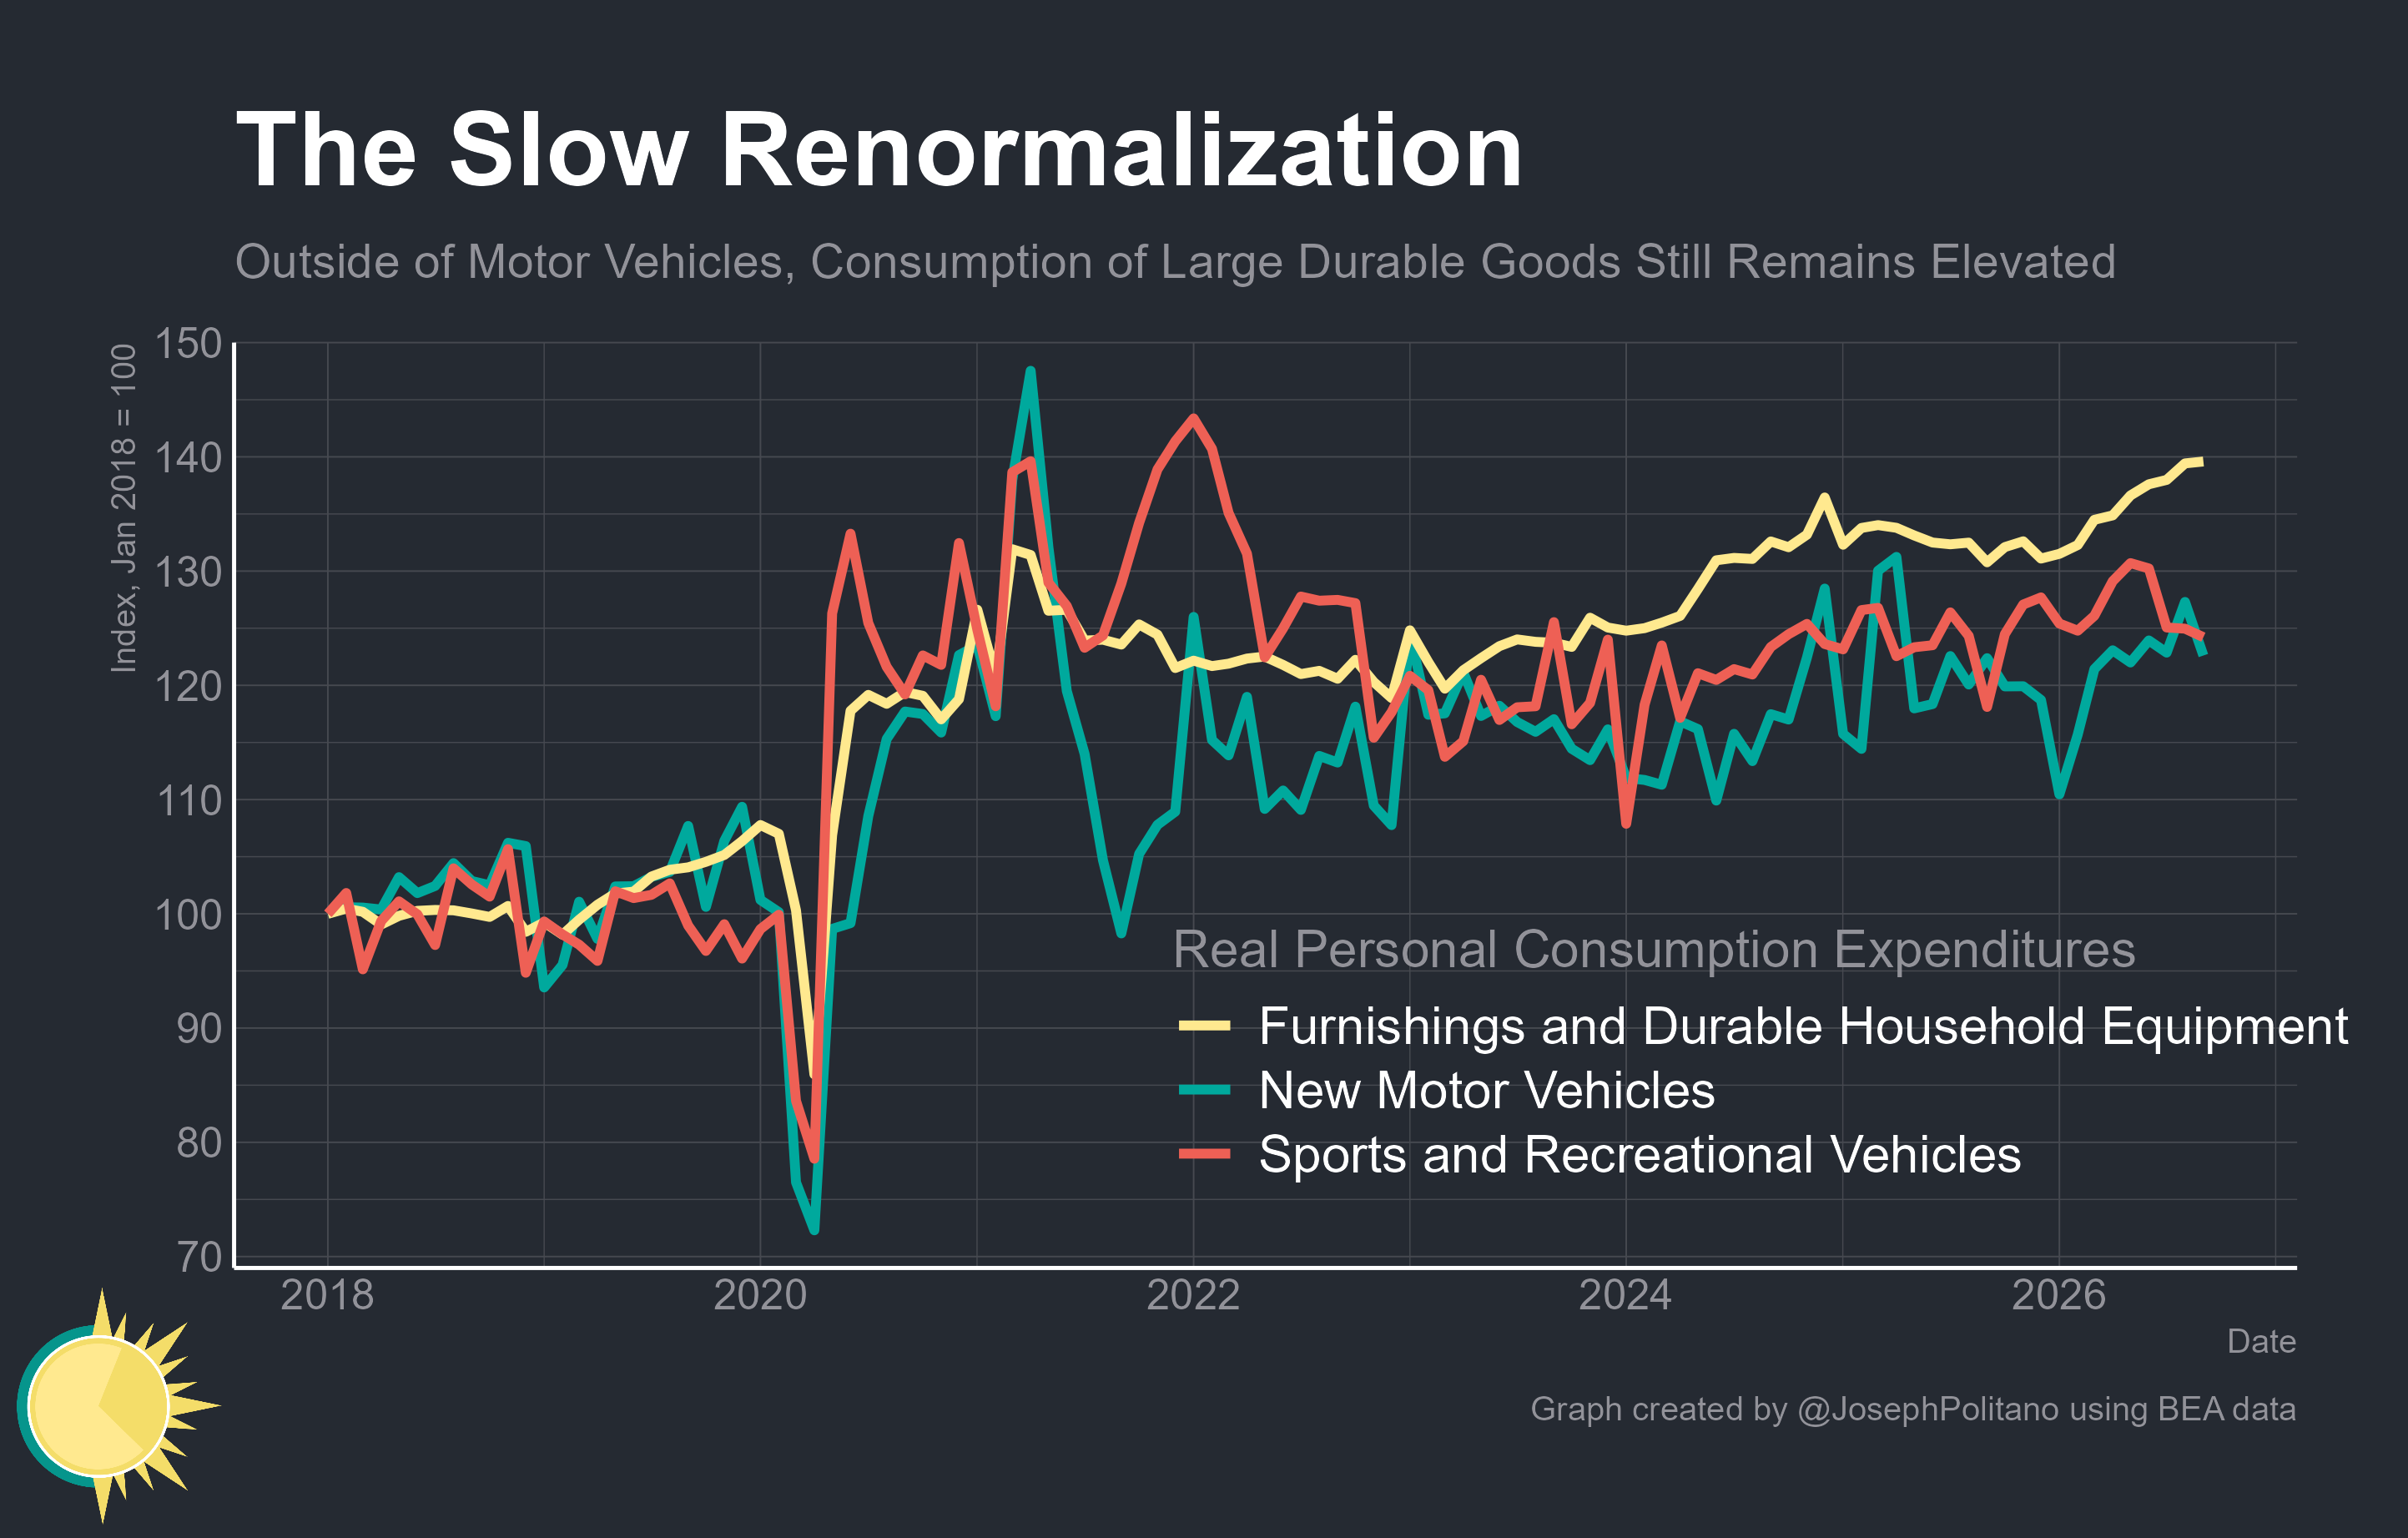 The Slow Renormalization
Outside of Motor Vehicles, Consumption of Large Durable Goods Still Remains Elevated
Index, Jan 2018 = 100
150
140
130
120
110
100
90
80
70
Real Personal Consumption Expenditures
Furnishings and Durable Household Equipment
New Motor Vehicles
Sports and Recreational Vehicles
2018 2020 2022 2024 2026
Date
Graph created by @JosephPolitano using BEA data